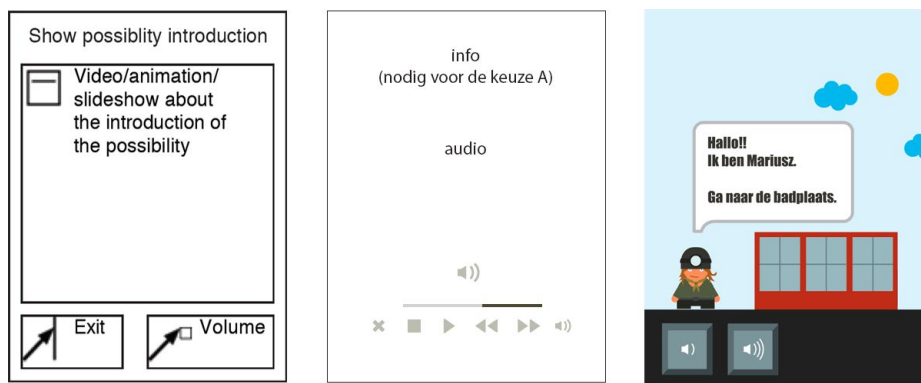 Show possiblity introduction
Video/animation/
slideshow about
the introduction of
the possibility
Exit
Volume
info
(nodig voor de keuze A)
audio
Hallo!!
Ik ben Mariusz.
Ga naar de badplaats.